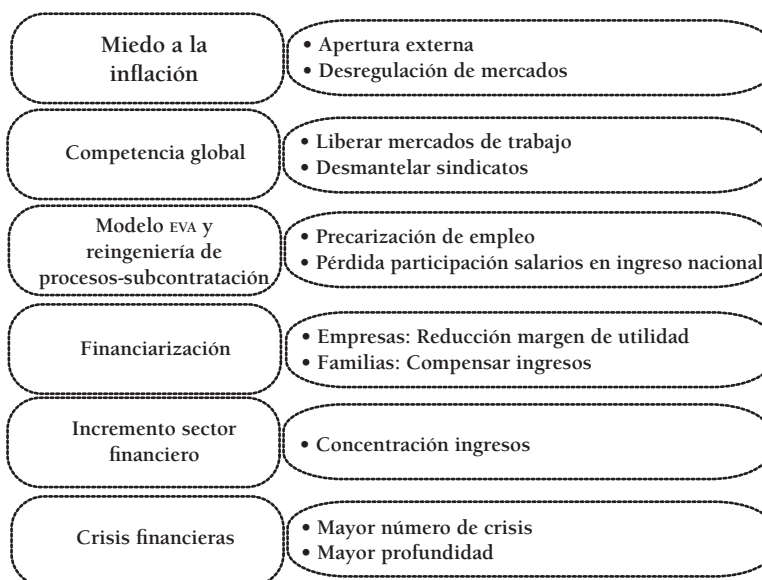 Miedo a la
inflación
• Apertura externa
• Desregulación de mercados
Competencia global
• Liberar mercados de trabajo
• Desmantelar sindicatos
Modelo EVA y
reingeniería de
procesos-subcontratación
• Precarización de empleo
• Pérdida participación salarios en ingreso nacional
Financiarización
• Empresas: Reducción margen de utilidad
• Familias: Compensar ingresos
Incremento sector
financiero
• Concentración ingresos
Crisis financieras
• Mayor número de crisis
• Mayor profundidad